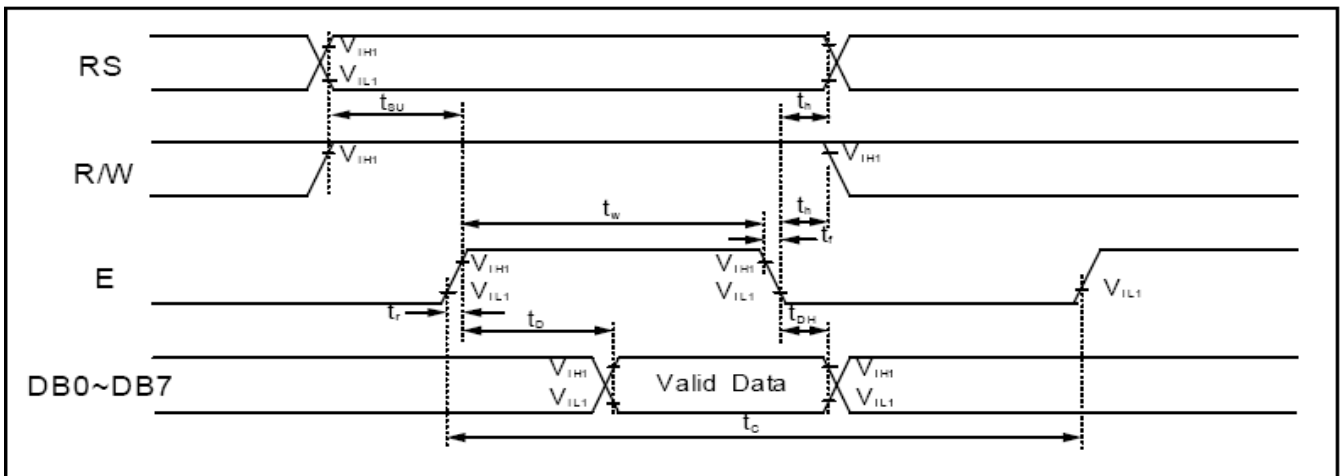 RS
V_IH1
V_IL1
t_SU
t_h
R/W
V_IH1
V_IH1
t_w
t_h
t_f
E
V_IH1
V_IL1
V_IH1
V_IL1
V_IL1
t_r
t_D
t_DH
DB0~DB7
V_IH1
V_IL1
Valid Data
V_IH1
V_IL1
t_C